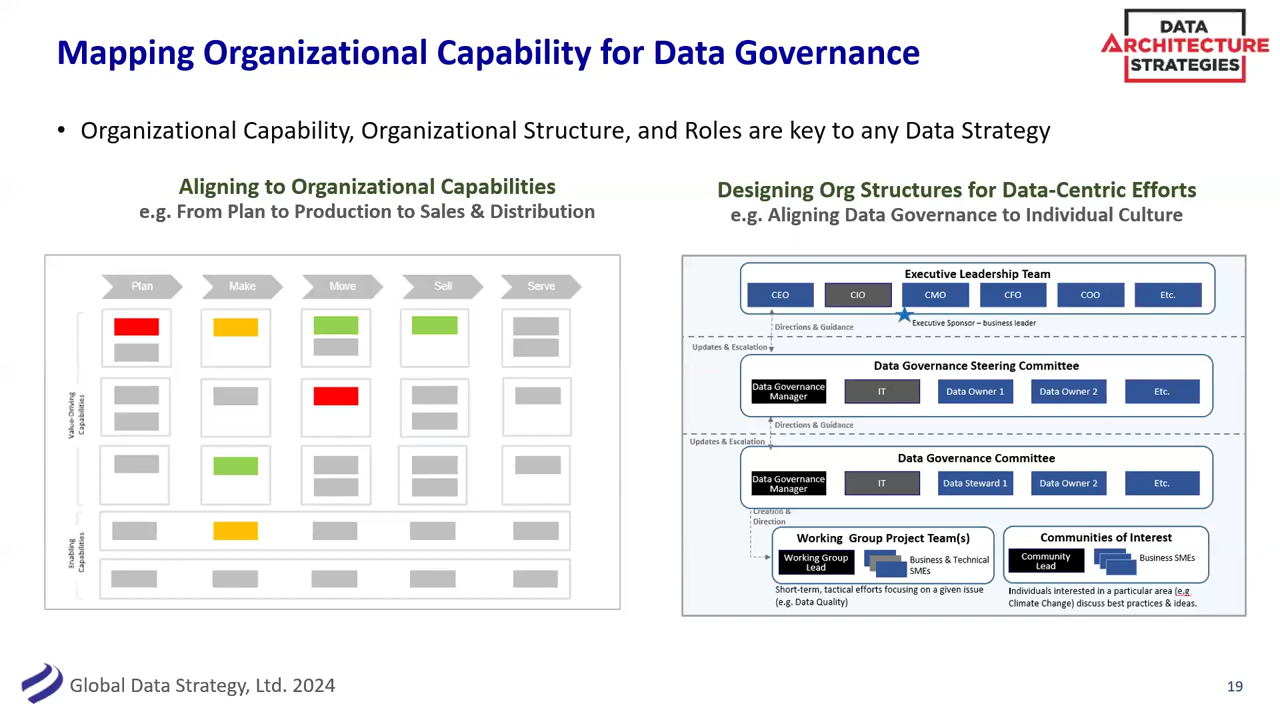 Mapping Organizational Capability for Data Governance
DATA
ARCHITECTURE
STRATEGIES
• Organizational Capability, Organizational Structure, and Roles are key to any Data Strategy
Aligning to Organizational Capabilities
e.g. From Plan to Production to Sales & Distribution
Plan
Make
Move
Sell
Serve
Value-Driving
Capabilities
Enabling
Capabilities
Designing Org Structures for Data-Centric Efforts
e.g. Aligning Data Governance to Individual Culture
Executive Leadership Team
CEO
CIO
CMO
CFO
COO
Etc.
Executive Sponsor – business leader
Directions & Guidance
Updates & Escalation
Data Governance Steering Committee
Data Governance
Manager
IT
Data Owner 1
Data Owner 2
Etc.
Directions & Guidance
Updates & Escalation
Data Governance Committee
Data Governance
Manager
IT
Data Steward 1
Data Owner 2
Etc.
Creation &
Direction
Working Group Project Team(s)
Working Group
Lead
Business & Technical
SMEs
Short-term, tactical efforts focusing on a given issue
(e.g. Data Quality)
Communities of Interest
Community
Lead
Business SMEs
Individuals interested in a particular area (e.g
Climate Change) discuss best practices & ideas.
Global Data Strategy, Ltd. 2024
19